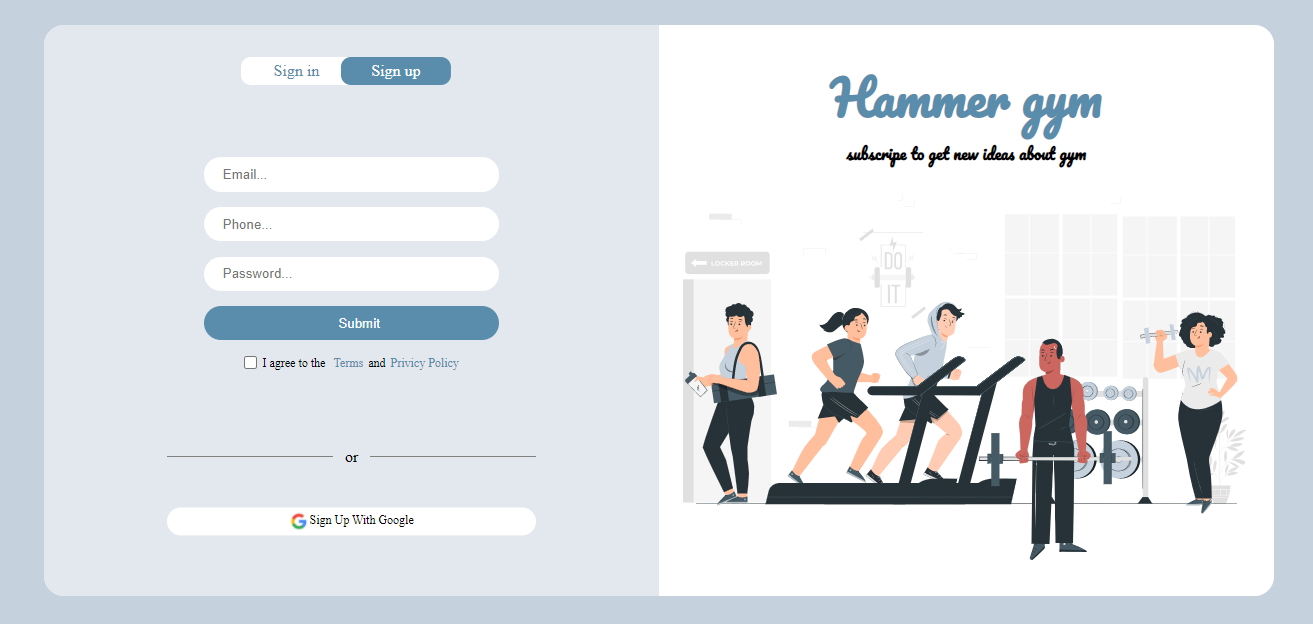 Sign in Sign up
Email...
Phone...
Password...
Submit
I agree to the Terms and Privicy Policy
or
Sign Up With Google
Hammer gym
subscripe to get new ideas about gym
LOCKER ROOM
DO
IT